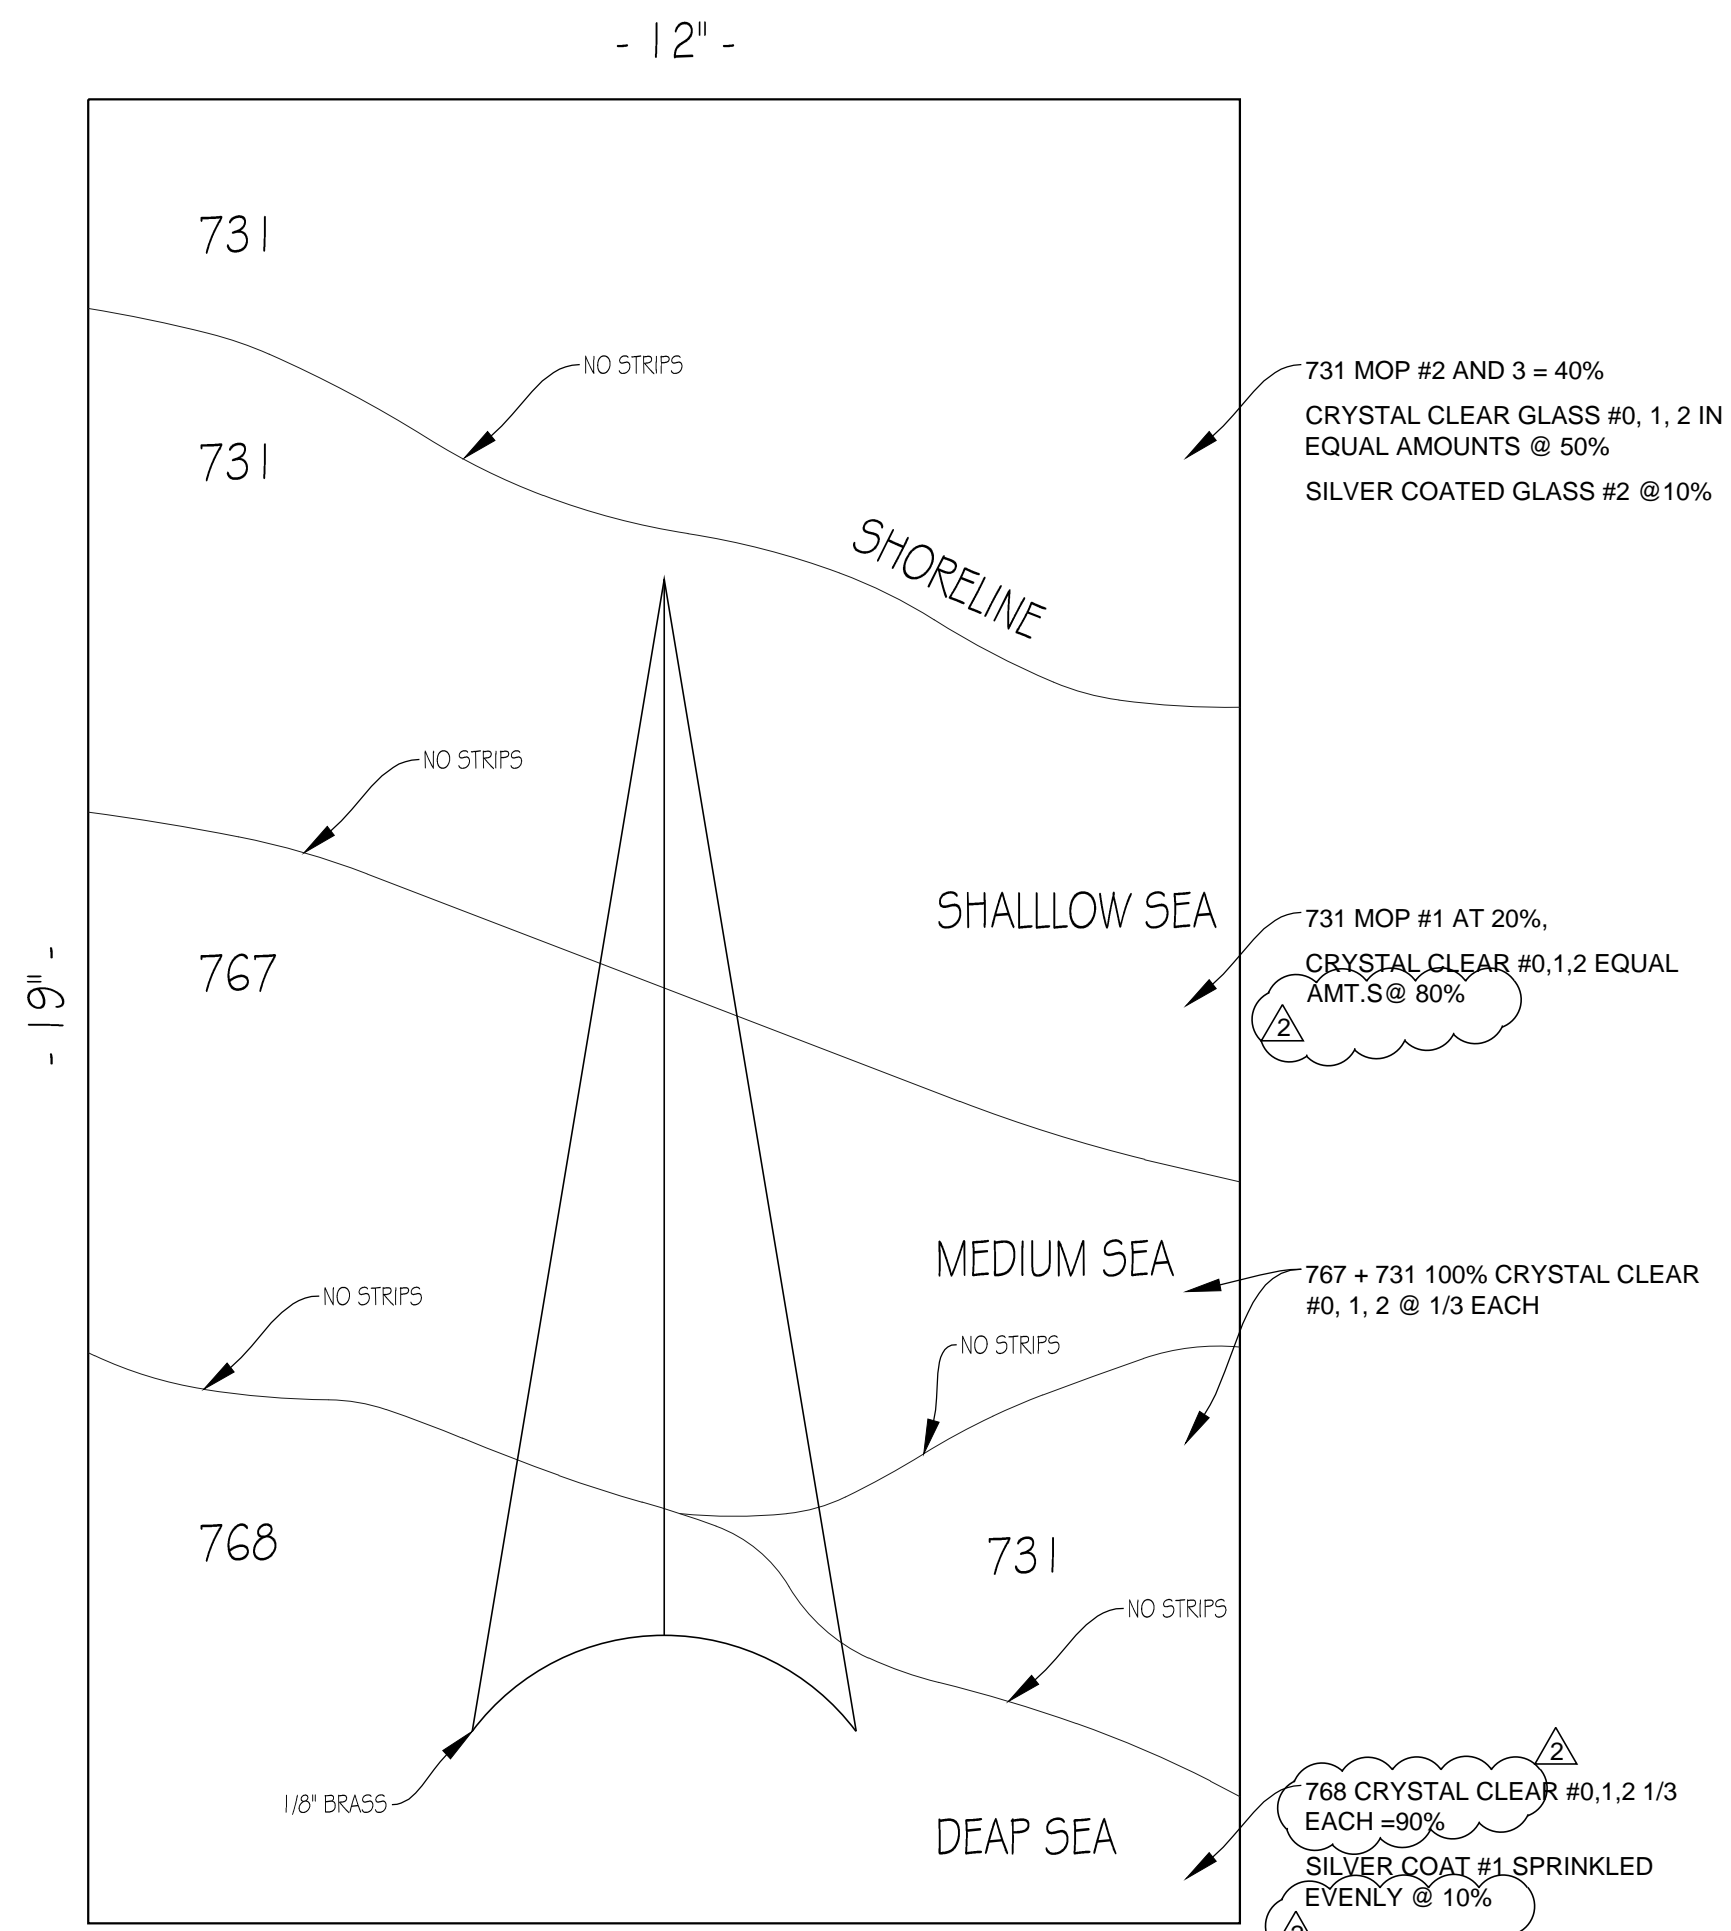 - 12" -
731
NO STRIPS
731 MOP #2 AND 3 = 40%
CRYSTAL CLEAR GLASS #0, 1, 2 IN
EQUAL AMOUNTS @ 50%
SILVER COATED GLASS #2 @10%
731
SHORELINE
NO STRIPS
SHALLLOW SEA
731 MOP #1 AT 20%,
CRYSTAL CLEAR #0,1,2 EQUAL
AMT.S@ 80%
2
767
- 19" -
MEDIUM SEA
767 + 731 100% CRYSTAL CLEAR
#0, 1, 2 @ 1/3 EACH
NO STRIPS
NO STRIPS
768
731
NO STRIPS
1/8" BRASS
DEAP SEA
2
768 CRYSTAL CLEAR #0,1,2 1/3
EACH =90%
SILVER COAT #1 SPRINKLED
EVENLY @ 10%